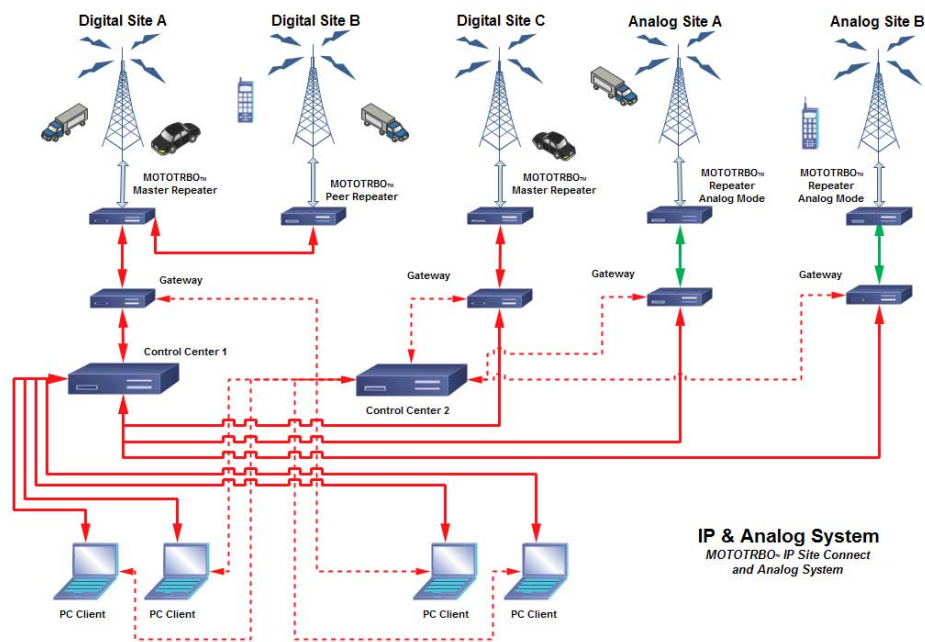 Digital Site A
Digital Site B
Digital Site C
Analog Site A
Analog Site B
MOTOTRBO™
Master Repeater
MOTOTRBO™
Peer Repeater
MOTOTRBO™
Master Repeater
MOTOTRBO™
Repeater
Analog Mode
MOTOTRBO™
Repeater
Analog Mode
Gateway
Gateway
Gateway
Gateway
Control Center 1
Control Center 2
IP & Analog System
MOTOTRBO™ IP Site Connect
and Analog System
PC Client
PC Client
PC Client
PC Client